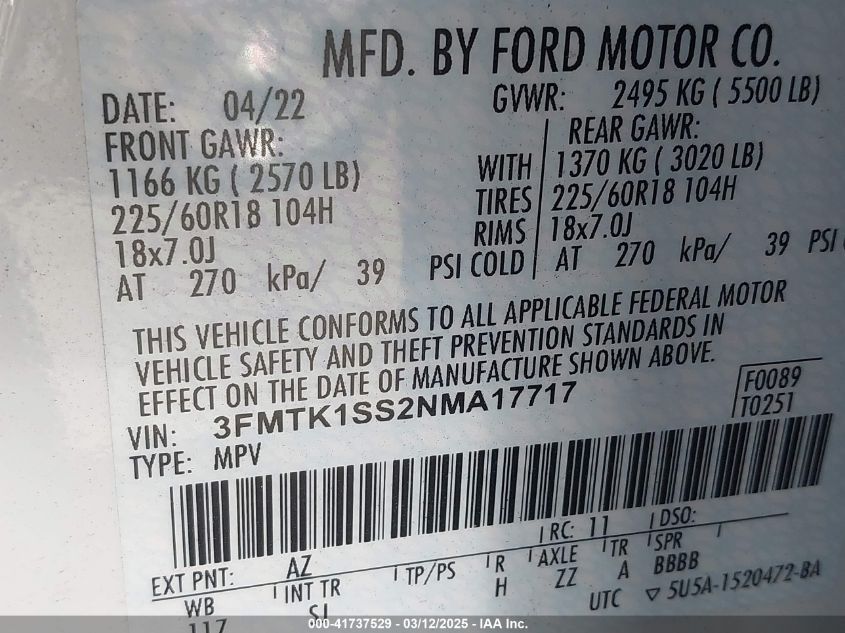 MFD. BY FORD MOTOR CO.
DATE: 04/22 GVWR: 2495 KG ( 5500 LB)
FRONT GAWR: REAR GAWR:
1166 KG ( 2570 LB) WITH 1370 KG ( 3020 LB)
225/60R18 104H TIRES 225/60R18 104H
18x7.0J RIMS 18x7.0J
AT 270 kPa/ 39 PSI COLD AT 270 kPa/ 39 PSI
THIS VEHICLE CONFORMS TO ALL APPLICABLE FEDERAL MOTOR
VEHICLE SAFETY AND THEFT PREVENTION STANDARDS IN
EFFECT ON THE DATE OF MANUFACTURE SHOWN ABOVE.
VIN: 3FMTK1SS2NMA17717 F0089
TYPE: MPV T0251
EXT PNT: AZ RC: 11 DSO:
WB INT TR TP/PS R AXLE TR SPR
117 SJ H ZZ A BBBB
UTC ▽ 5U5A-1520472-BA
000-41737529 - 03/12/2025 - IAA Inc.